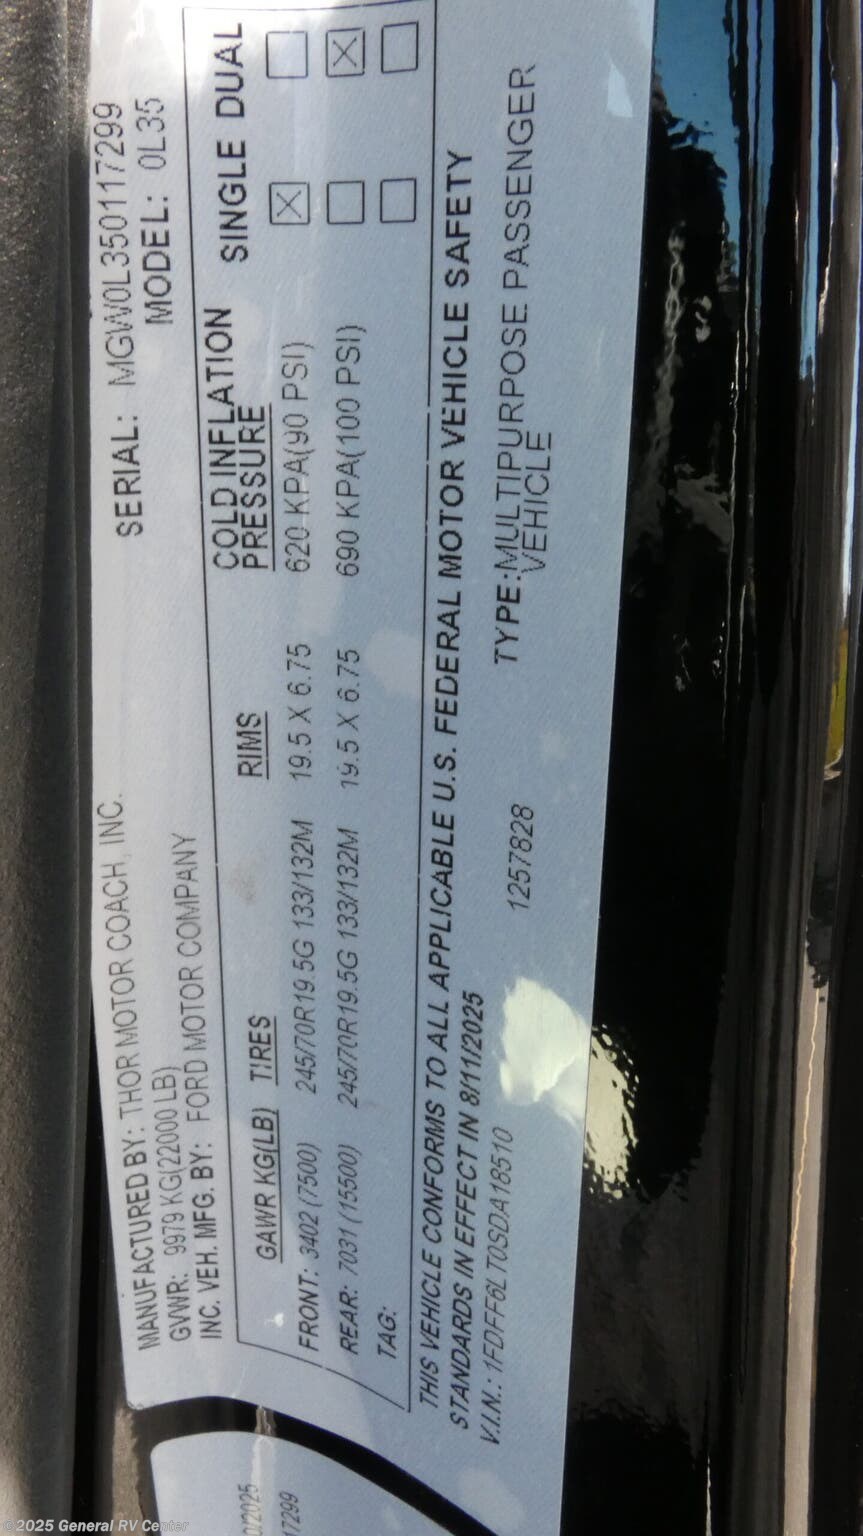 MANUFACTURED BY: THOR MOTOR COACH, INC.
SERIAL: MGW0L350117299
GVWR: 9979 KG(22000 LB)
MODEL: 0L35
INC. VEH. MFG. BY: FORD MOTOR COMPANY
GAWR KG(LB) TIRES RIMS COLD INFLATION PRESSURE SINGLE DUAL
FRONT: 3402 (7500) 245/70R19.5G 133/132M 19.5 X 6.75 620 KPA(90 PSI)
REAR: 7031 (15500) 245/70R19.5G 133/132M 19.5 X 6.75 690 KPA(100 PSI)
TAG:
THIS VEHICLE CONFORMS TO ALL APPLICABLE U.S. FEDERAL MOTOR VEHICLE SAFETY
STANDARDS IN EFFECT IN 8/11/2025
V.I.N.: 1FDFF6LT0SDA18510 1257828 TYPE:MULTIPURPOSE PASSENGER
VEHICLE
0/2025
17299
©2025 General RV Center